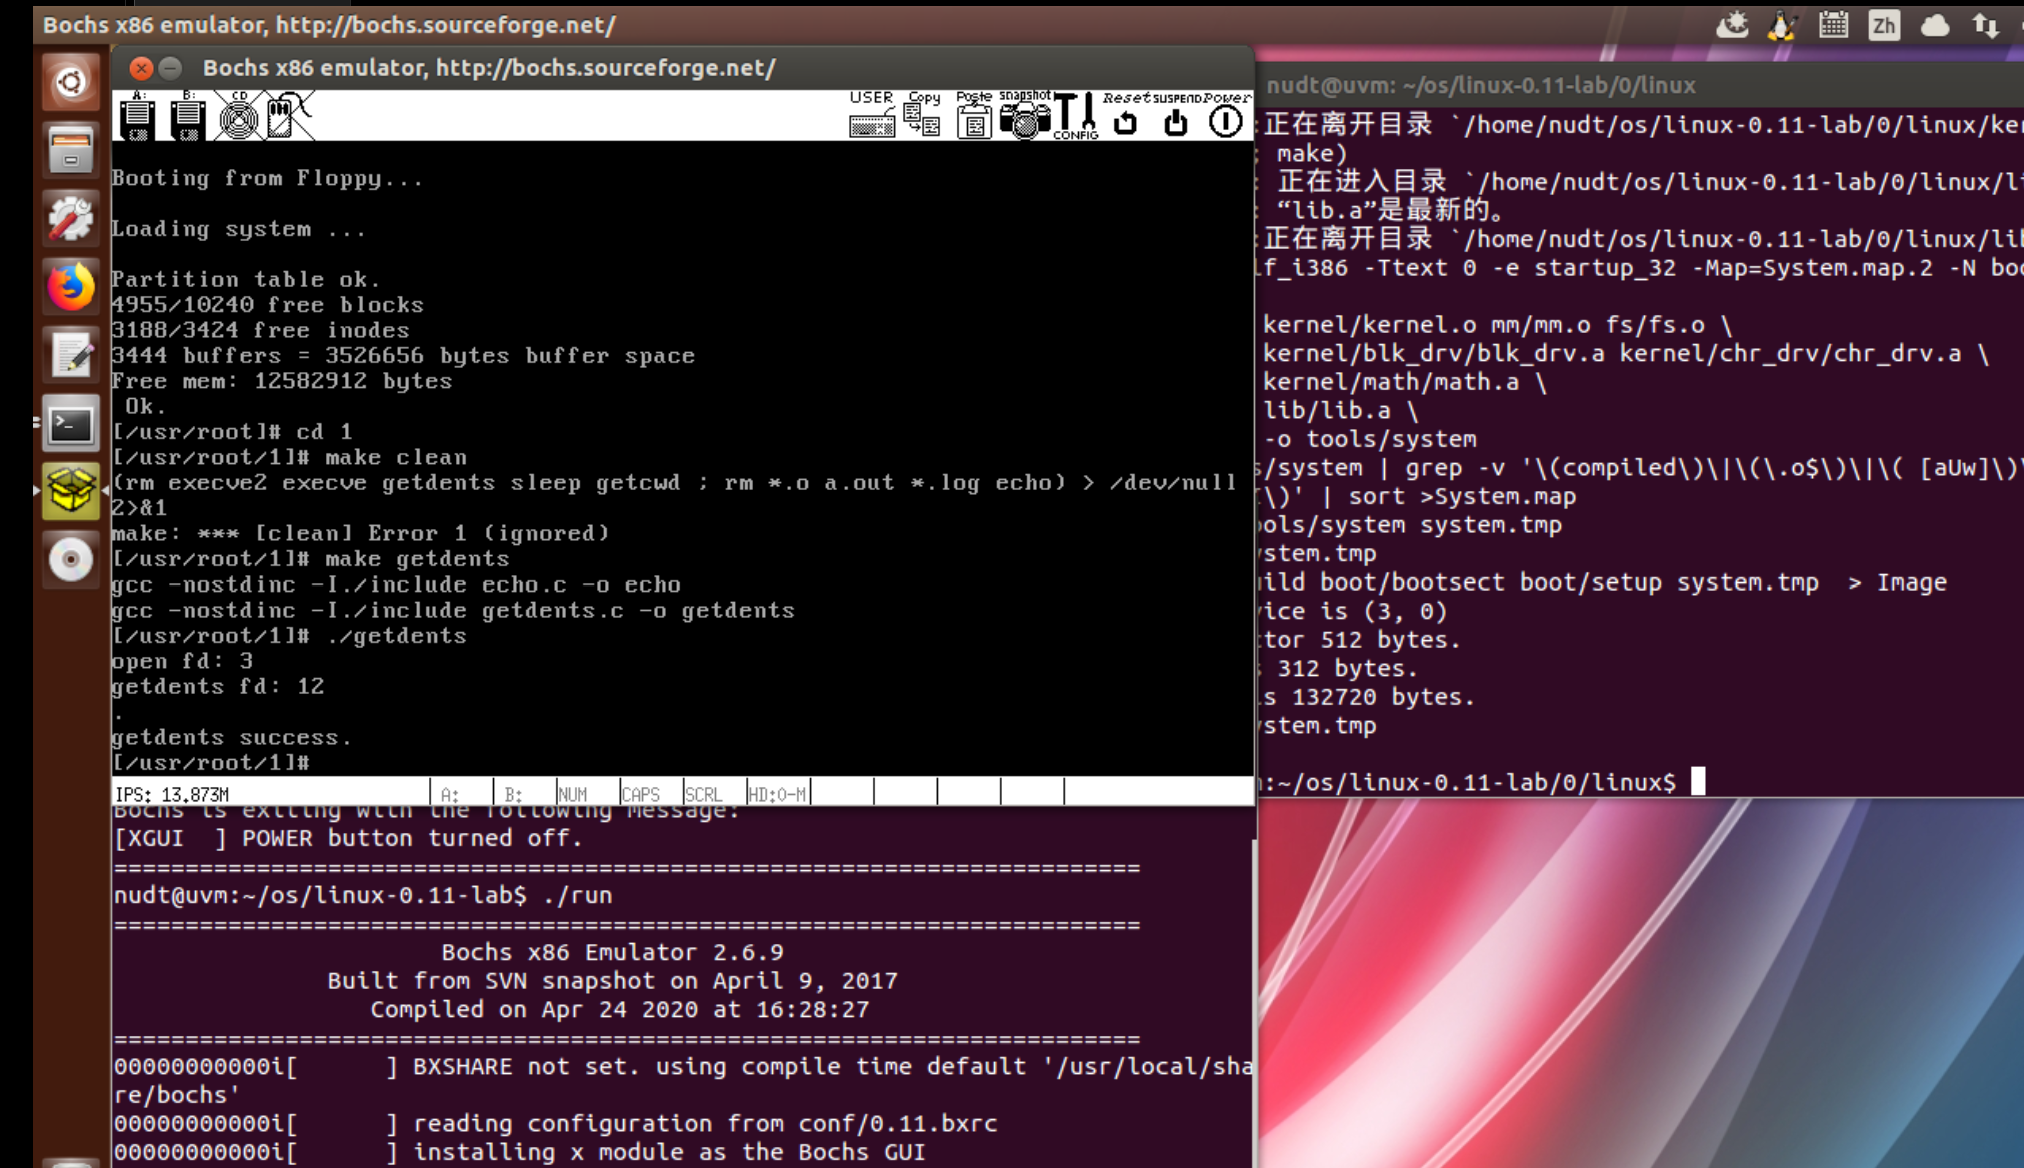 Bochs x86 emulator, http://bochs.sourceforge.net/
Zh
Bochs x86 emulator, http://bochs.sourceforge.net/
A:
B:
CD
USER
Copy
Paste
snapshot
CONFIG
Reset
SUSPEND
Power
Booting from Floppy...
Loading system ...
Partition table ok.
4955/10240 free blocks
3188/3424 free inodes
3444 buffers = 3526656 bytes buffer space
Free mem: 12582912 bytes
Ok.
[/usr/root]# cd 1
[/usr/root/1]# make clean
(rm execve2 execve getdents sleep getcwd ; rm *.o a.out *.log echo) > /dev/null
2>&1
make: *** [clean] Error 1 (ignored)
[/usr/root/1]# make getdents
gcc -nostdinc -I./include echo.c -o echo
gcc -nostdinc -I./include getdents.c -o getdents
[/usr/root/1]# ./getdents
open fd: 3
getdents fd: 12
.
getdents success.
[/usr/root/1]#
IPS: 13.873M
A:
B:
NUM
CAPS
SCRL
HD:0-M
Bochs is exiting with the following message:
[XGUI  ] POWER button turned off.
========================================================================
nudt@uvm:~/os/linux-0.11-lab$ ./run
========================================================================
Bochs x86 Emulator 2.6.9
Built from SVN snapshot on April 9, 2017
Compiled on Apr 24 2020 at 16:28:27
========================================================================
00000000000i[      ] BXSHARE not set. using compile time default '/usr/local/sha
re/bochs'
00000000000i[      ] reading configuration from conf/0.11.bxrc
00000000000i[      ] installing x module as the Bochs GUI
nudt@uvm: ~/os/linux-0.11-lab/0/linux
:正在离开目录 `/home/nudt/os/linux-0.11-lab/0/linux/ker
; make)
: 正在进入目录 `/home/nudt/os/linux-0.11-lab/0/linux/li
: “lib.a”是最新的。
:正在离开目录 `/home/nudt/os/linux-0.11-lab/0/linux/lib
lf_i386 -Ttext 0 -e startup_32 -Map=System.map.2 -N boo
kernel/kernel.o mm/mm.o fs/fs.o \
kernel/blk_drv/blk_drv.a kernel/chr_drv/chr_drv.a \
kernel/math/math.a \
lib/lib.a \
-o tools/system
s/system | grep -v '\(compiled\)\|\(\.o$\)\|\( [aUw]\)\
\)' | sort >System.map
ools/system system.tmp
ystem.tmp
uild boot/bootsect boot/setup system.tmp  > Image
vice is (3, 0)
ctor 512 bytes.
312 bytes.
is 132720 bytes.
ystem.tmp
:~/os/linux-0.11-lab/0/linux$